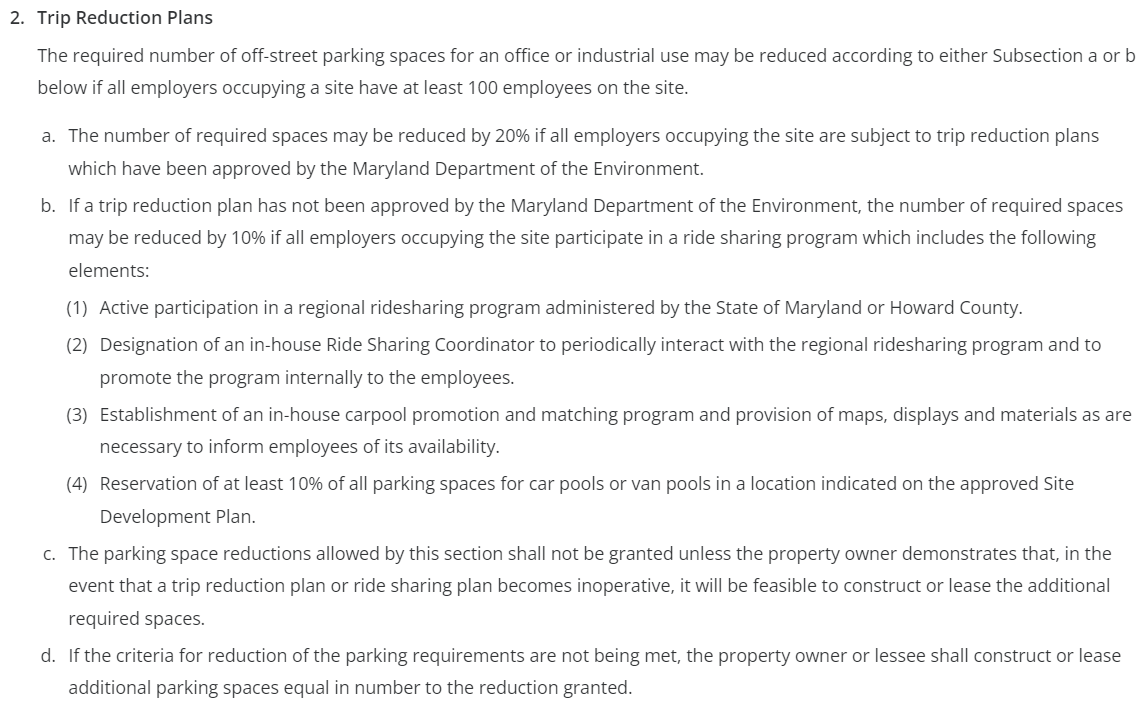 2. Trip Reduction Plans
The required number of off-street parking spaces for an office or industrial use may be reduced according to either Subsection a or b
below if all employers occupying a site have at least 100 employees on the site.
a. The number of required spaces may be reduced by 20% if all employers occupying the site are subject to trip reduction plans
which have been approved by the Maryland Department of the Environment.
b. If a trip reduction plan has not been approved by the Maryland Department of the Environment, the number of required spaces
may be reduced by 10% if all employers occupying the site participate in a ride sharing program which includes the following
elements:
(1) Active participation in a regional ridesharing program administered by the State of Maryland or Howard County.
(2) Designation of an in-house Ride Sharing Coordinator to periodically interact with the regional ridesharing program and to
promote the program internally to the employees.
(3) Establishment of an in-house carpool promotion and matching program and provision of maps, displays and materials as are
necessary to inform employees of its availability.
(4) Reservation of at least 10% of all parking spaces for car pools or van pools in a location indicated on the approved Site
Development Plan.
c. The parking space reductions allowed by this section shall not be granted unless the property owner demonstrates that, in the
event that a trip reduction plan or ride sharing plan becomes inoperative, it will be feasible to construct or lease the additional
required spaces.
d. If the criteria for reduction of the parking requirements are not being met, the property owner or lessee shall construct or lease
additional parking spaces equal in number to the reduction granted.